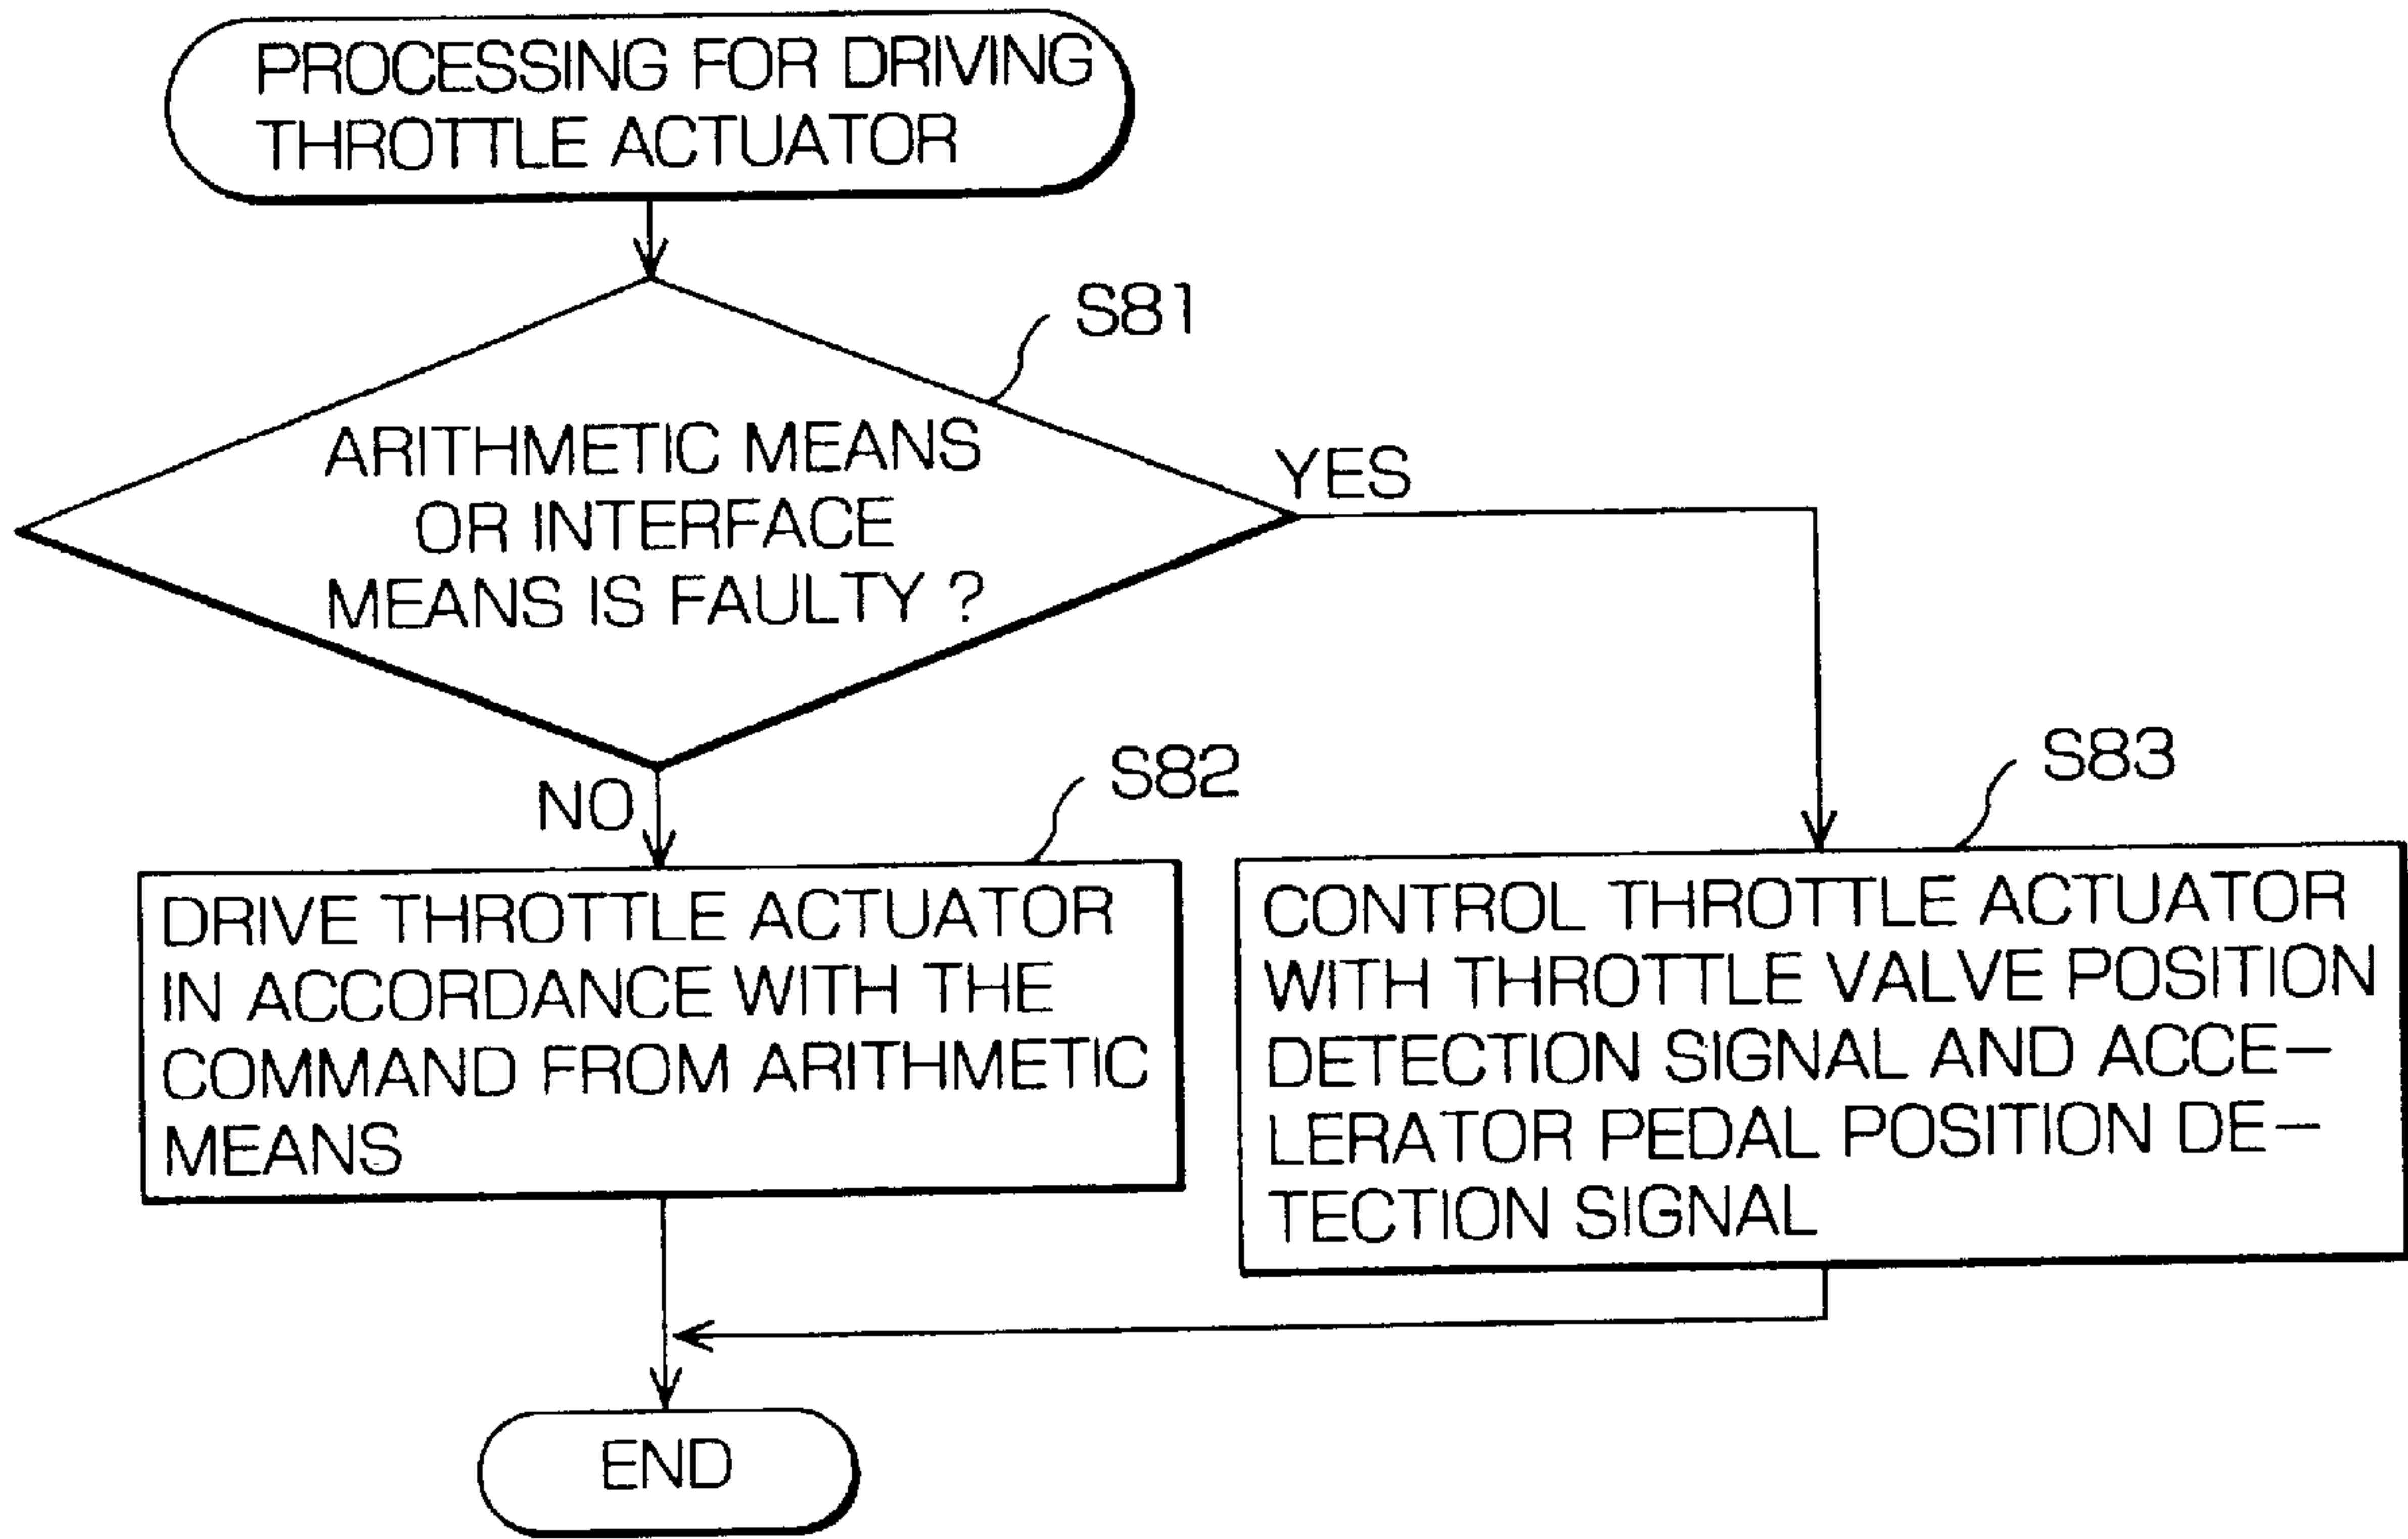 PROCESSING FOR DRIVING
THROTTLE ACTUATOR
S81
ARITHMETIC MEANS
OR INTERFACE
MEANS IS FAULTY ?
YES
NO
S82
DRIVE THROTTLE ACTUATOR
IN ACCORDANCE WITH THE
COMMAND FROM ARITHMETIC
MEANS
S83
CONTROL THROTTLE ACTUATOR
WITH THROTTLE VALVE POSITION
DETECTION SIGNAL AND ACCE-
LERATOR PEDAL POSITION DE-
TECTION SIGNAL
END